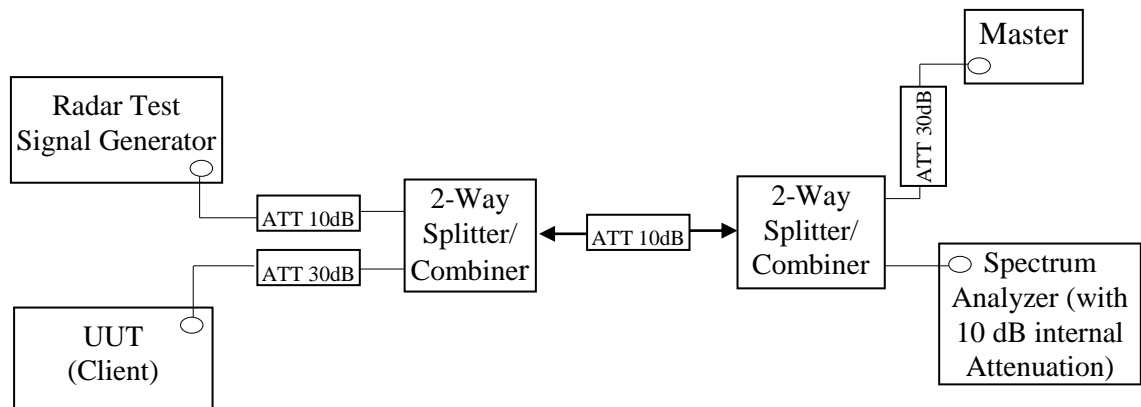 Radar Test
Signal Generator
ATT 10dB
ATT 30dB
UUT
(Client)
2-Way
Splitter/
Combiner
ATT 10dB
2-Way
Splitter/
Combiner
ATT 30dB
Master
Spectrum
Analyzer (with
10 dB internal
Attenuation)